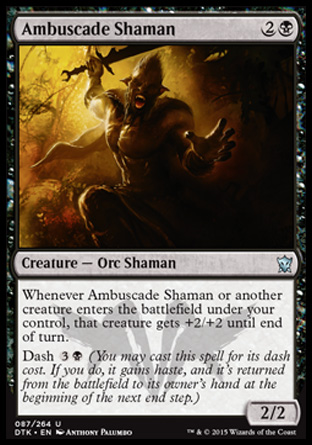 Ambuscade Shaman 2
Creature — Orc Shaman
Whenever Ambuscade Shaman or another
creature enters the battlefield under your
control, that creature gets +2/+2 until end
of turn.
Dash 3 (You may cast this spell for its dash
cost. If you do, it gains haste, and it's returned
from the battlefield to its owner's hand at
the beginning of the next end step.)
2/2
087/264 U
DTK • EN Anthony Palumbo
™ & © 2015 Wizards of the Coast